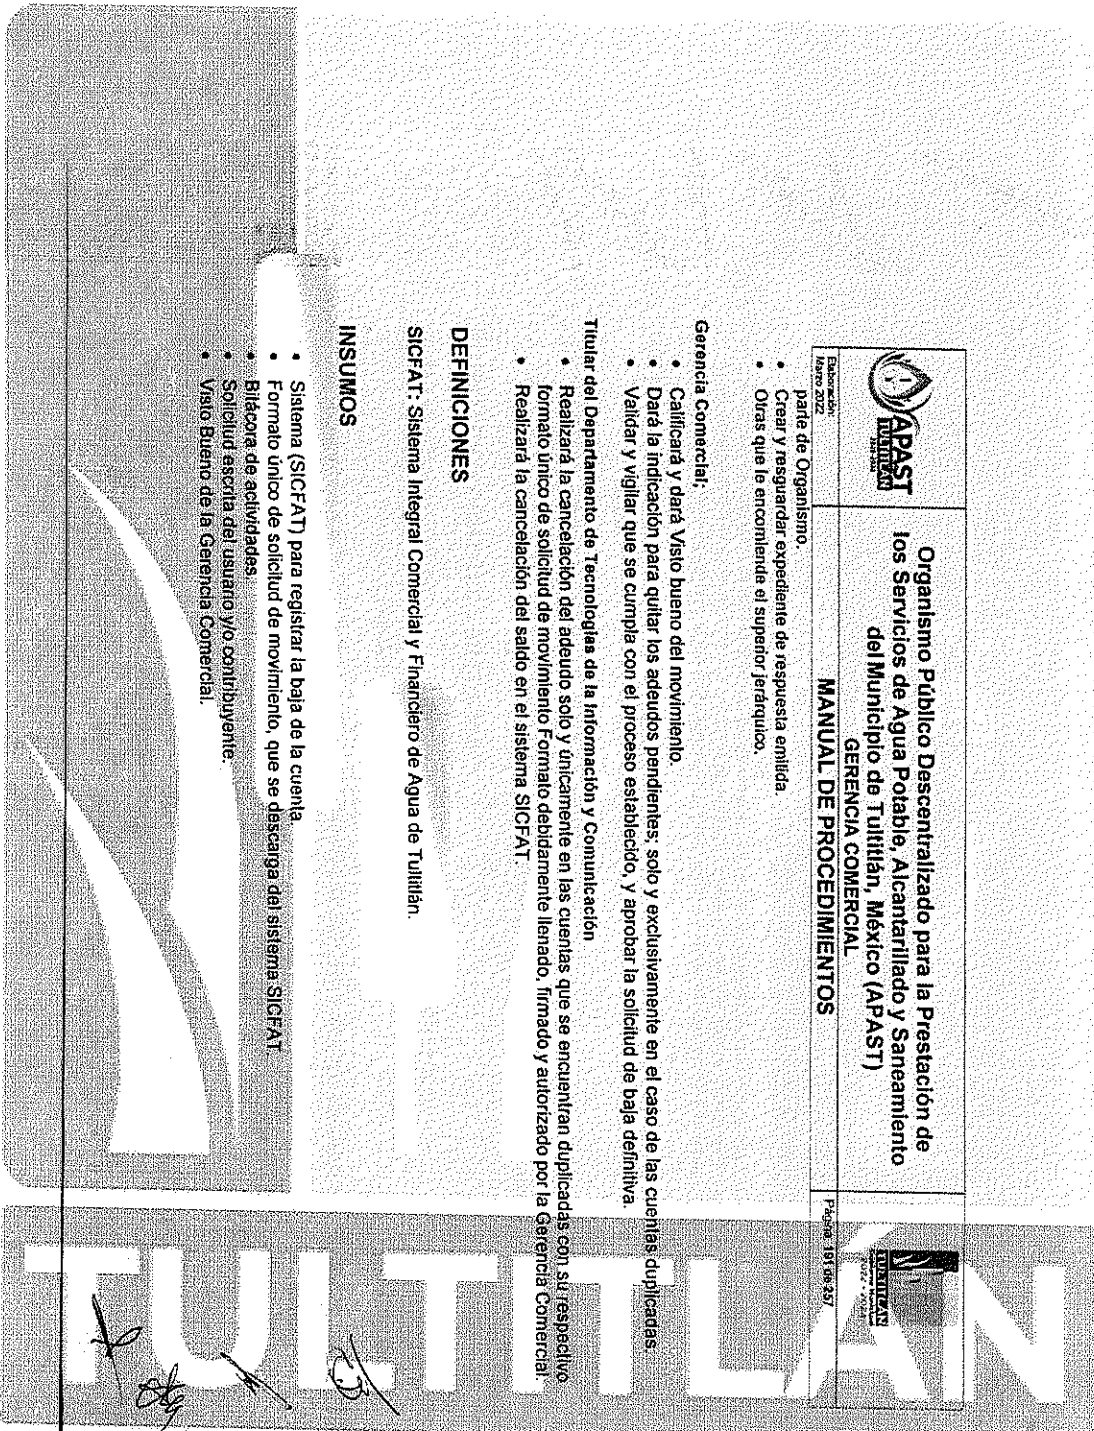 APAST
TULTITLÁN
Organismo Público Descentralizado para la Prestación de
los Servicios de Agua Potable, Alcantarillado y Saneamiento
del Municipio de Tultitlán, México (APAST)
GERENCIA COMERCIAL
MANUAL DE PROCEDIMIENTOS
TULTITLÁN
Elaboración:
Marzo 2022
Página: 191 de 257
parte de Organismo.
• Crear y resguardar expediente de respuesta emitida.
• Otras que le encomiende el superior jerárquico.
Gerencia Comercial;
• Calificará y dará Visto bueno del movimiento.
• Dará la indicación para quitar los adeudos pendientes; solo y exclusivamente en el caso de las cuentas duplicadas.
• Validar y vigilar que se cumpla con el proceso establecido, y aprobar la solicitud de baja definitiva.
Titular del Departamento de Tecnologías de la Información y Comunicación
• Realizará la cancelación del adeudo solo y únicamente en las cuentas que se encuentran duplicadas con su respectivo
formato único de solicitud de movimiento Formato debidamente llenado, firmado y autorizado por la Gerencia Comercial.
• Realizará la cancelación del saldo en el sistema SICFAT
DEFINICIONES
SICFAT: Sistema Integral Comercial y Financiero de Agua de Tultitlán.
INSUMOS
• Sistema (SICFAT) para registrar la baja de la cuenta
• Formato único de solicitud de movimiento, que se descarga del sistema SICFAT.
• Bitácora de actividades.
• Solicitud escrita del usuario y/o contribuyente.
• Visto Bueno de la Gerencia Comercial.
TULTITLÁN